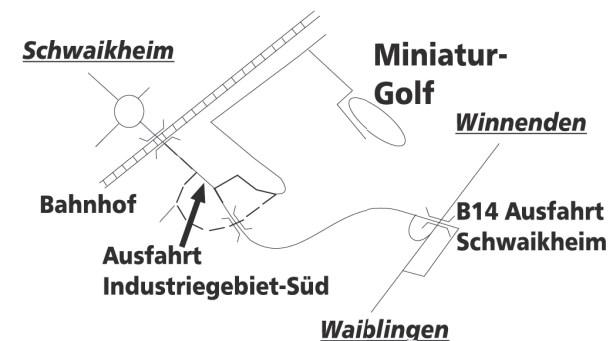 Schwaikheim
Miniatur-
Golf
Winnenden
Bahnhof
B14 Ausfahrt
Schwaikheim
Ausfahrt
Industriegebiet-Süd
Waiblingen